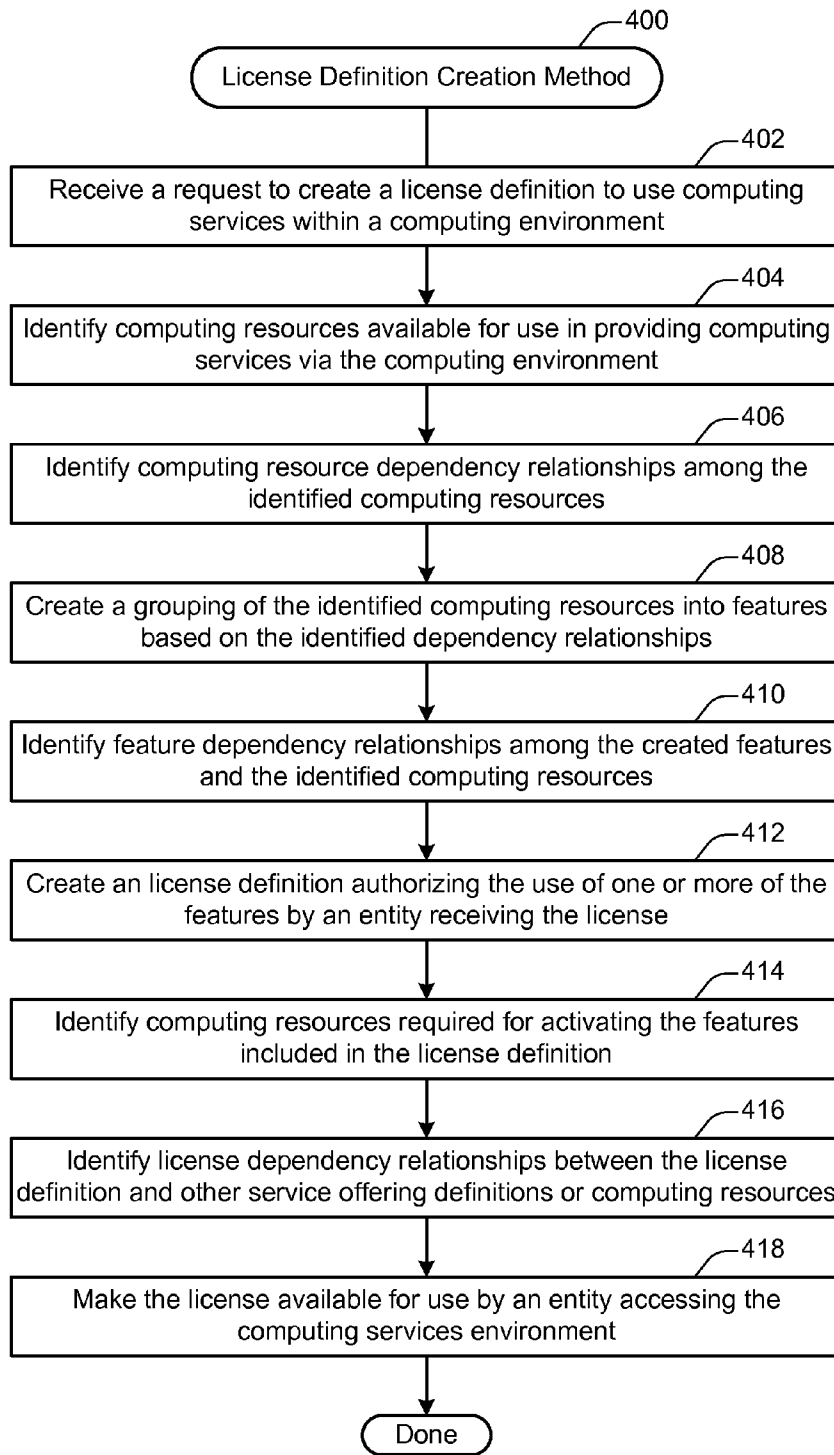 400
License Definition Creation Method
402
Receive a request to create a license definition to use computing
services within a computing environment
404
Identify computing resources available for use in providing computing
services via the computing environment
406
Identify computing resource dependency relationships among the
identified computing resources
408
Create a grouping of the identified computing resources into features
based on the identified dependency relationships
410
Identify feature dependency relationships among the created features
and the identified computing resources
412
Create an license definition authorizing the use of one or more of the
features by an entity receiving the license
414
Identify computing resources required for activating the features
included in the license definition
416
Identify license dependency relationships between the license
definition and other service offering definitions or computing resources
418
Make the license available for use by an entity accessing the
computing services environment
Done